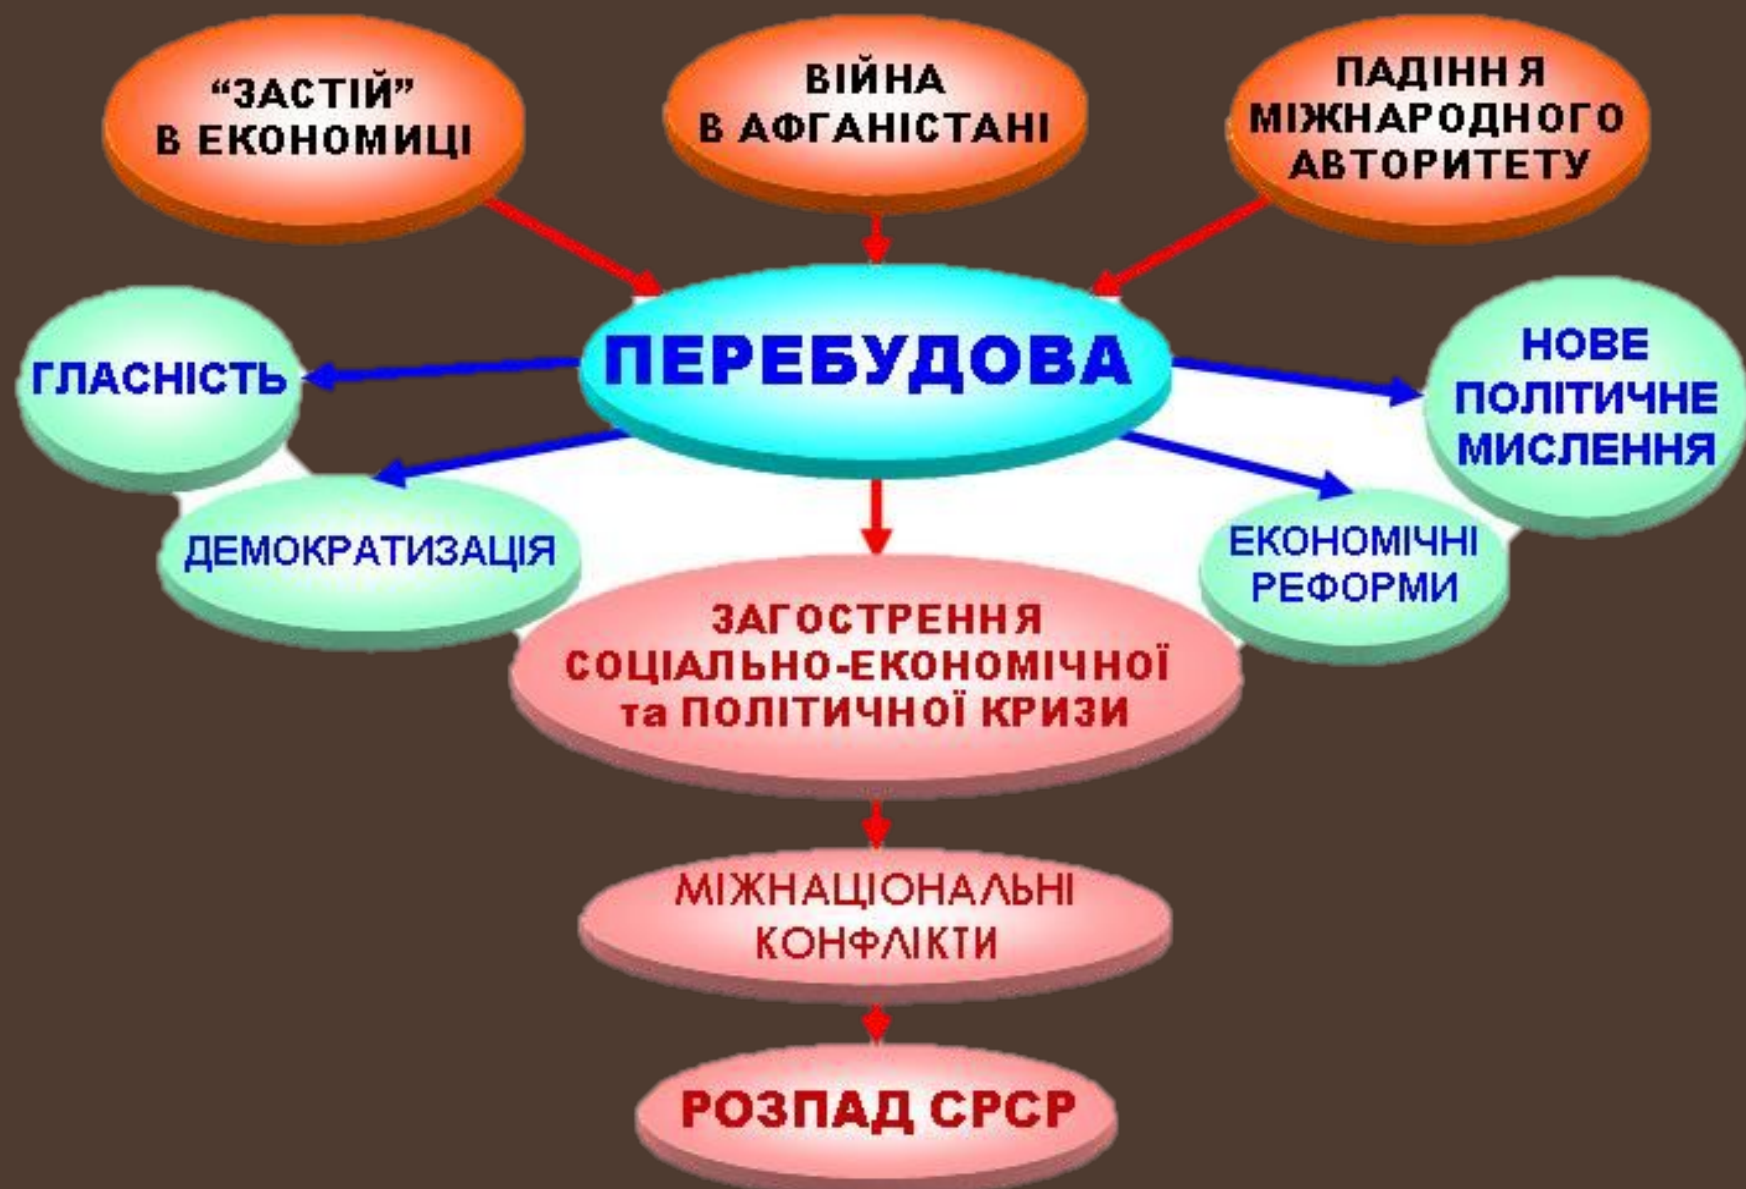 “ЗАСТІЙ”
В ЕКОНОМИЦІ
ВІЙНА
В АФГАНІСТАНІ
ПАДІННЯ
МІЖНАРОДНОГО
АВТОРИТЕТУ
ПЕРЕБУДОВА
ГЛАСНІСТЬ
НОВЕ
ПОЛІТИЧНЕ
МИСЛЕННЯ
ДЕМОКРАТИЗАЦІЯ
ЕКОНОМІЧНІ
РЕФОРМИ
ЗАГОСТРЕННЯ
СОЦІАЛЬНО-ЕКОНОМІЧНОЇ
та ПОЛІТИЧНОЇ КРИЗИ
МІЖНАЦІОНАЛЬНІ
КОНФЛІКТИ
РОЗПАД СРСР